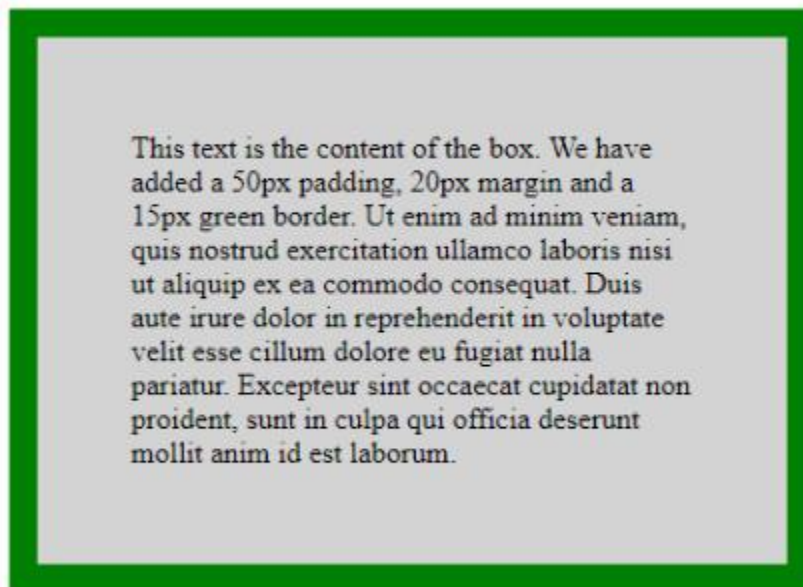 This text is the content of the box. We have
added a 50px padding, 20px margin and a
15px green border. Ut enim ad minim veniam,
quis nostrud exercitation ullamco laboris nisi
ut aliquip ex ea commodo consequat. Duis
aute irure dolor in reprehenderit in voluptate
velit esse cillum dolore eu fugiat nulla
pariatur. Excepteur sint occaecat cupidatat non
proident, sunt in culpa qui officia deserunt
mollit anim id est laborum.